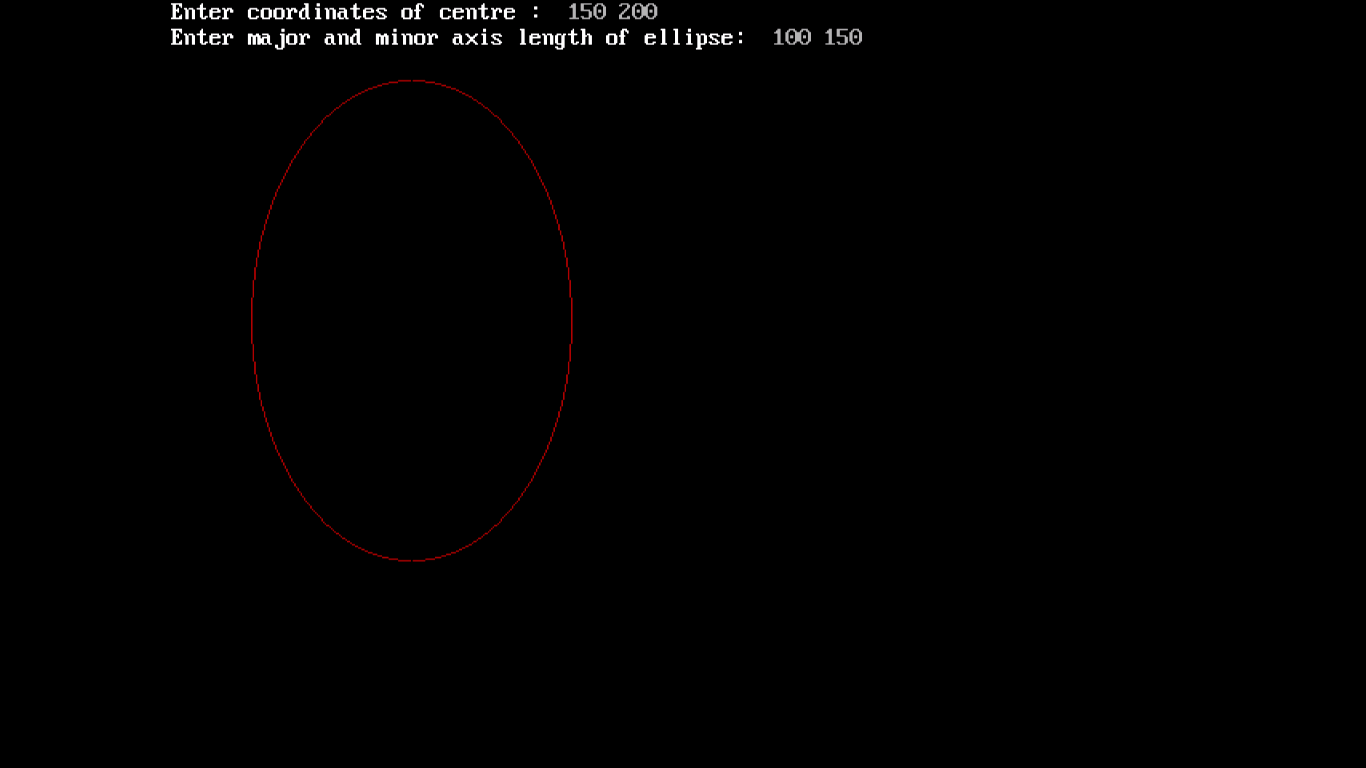 Enter coordinates of centre :  150 200
Enter major and minor axis length of ellipse:  100 150